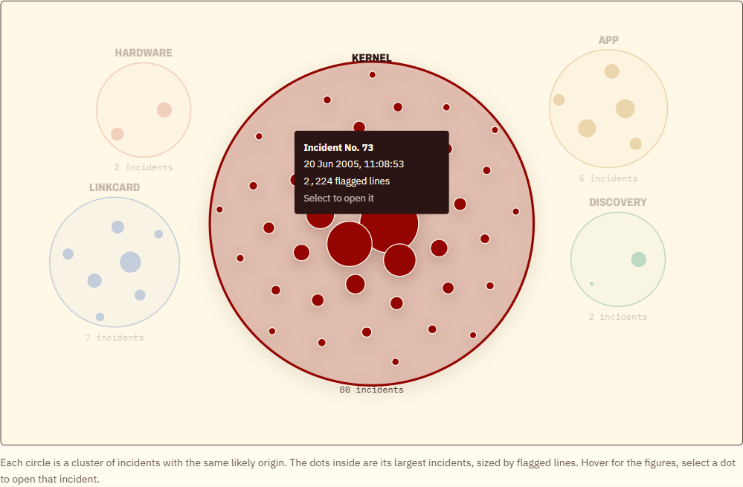 HARDWARE
2 incidents
LINKCARD
7 incidents
KERNEL
Incident No. 73
20 Jun 2005, 11:08:53
2,224 flagged lines
Select to open it
80 incidents
APP
6 incidents
DISCOVERY
2 incidents
Each circle is a cluster of incidents with the same likely origin. The dots inside are its largest incidents, sized by flagged lines. Hover for the figures, select a dot
to open that incident.